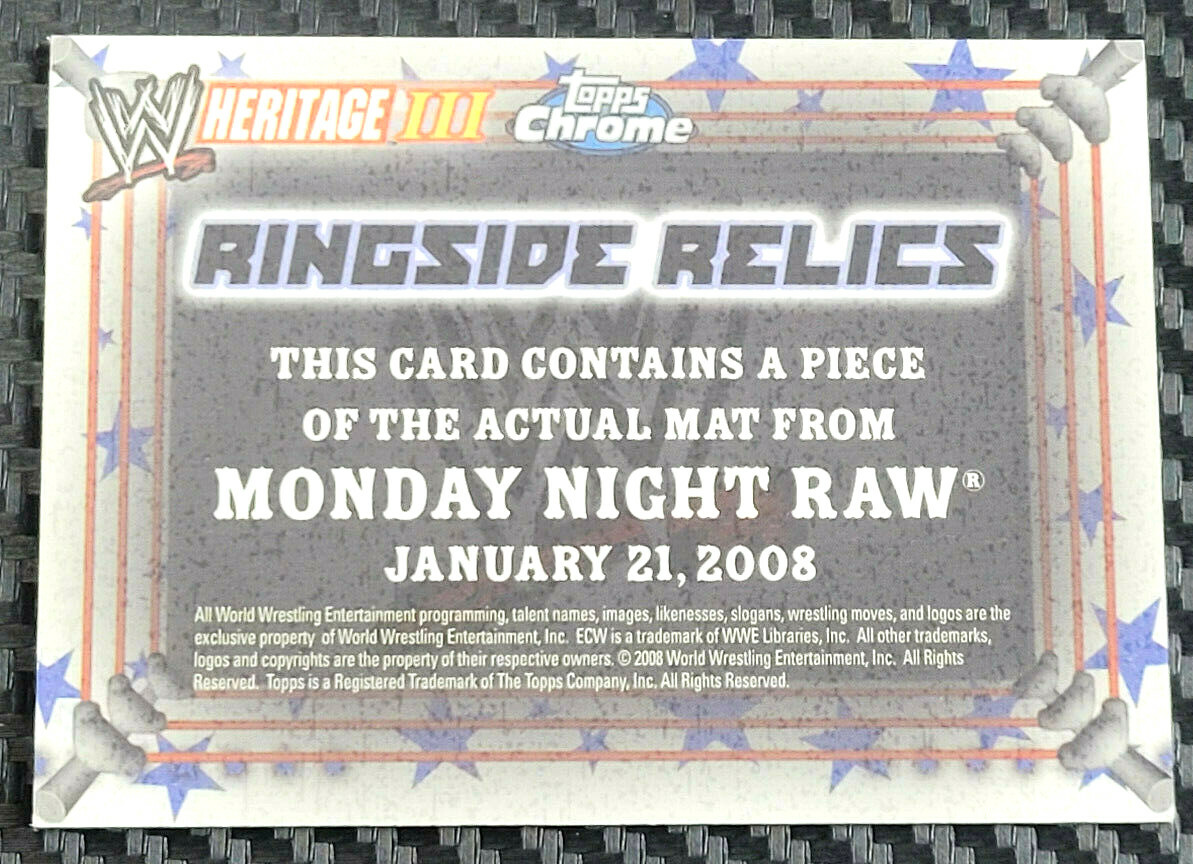 W HERITAGE III Topps Chrome
RINGSIDE RELICS
THIS CARD CONTAINS A PIECE
OF THE ACTUAL MAT FROM
MONDAY NIGHT RAW®
JANUARY 21, 2008
All World Wrestling Entertainment programming, talent names, images, likenesses, slogans, wrestling moves, and logos are the
exclusive property of World Wrestling Entertainment, Inc. ECW is a trademark of WWE Libraries, Inc. All other trademarks,
logos and copyrights are the property of their respective owners. © 2008 World Wrestling Entertainment, Inc. All Rights
Reserved. Topps is a Registered Trademark of The Topps Company, Inc. All Rights Reserved.